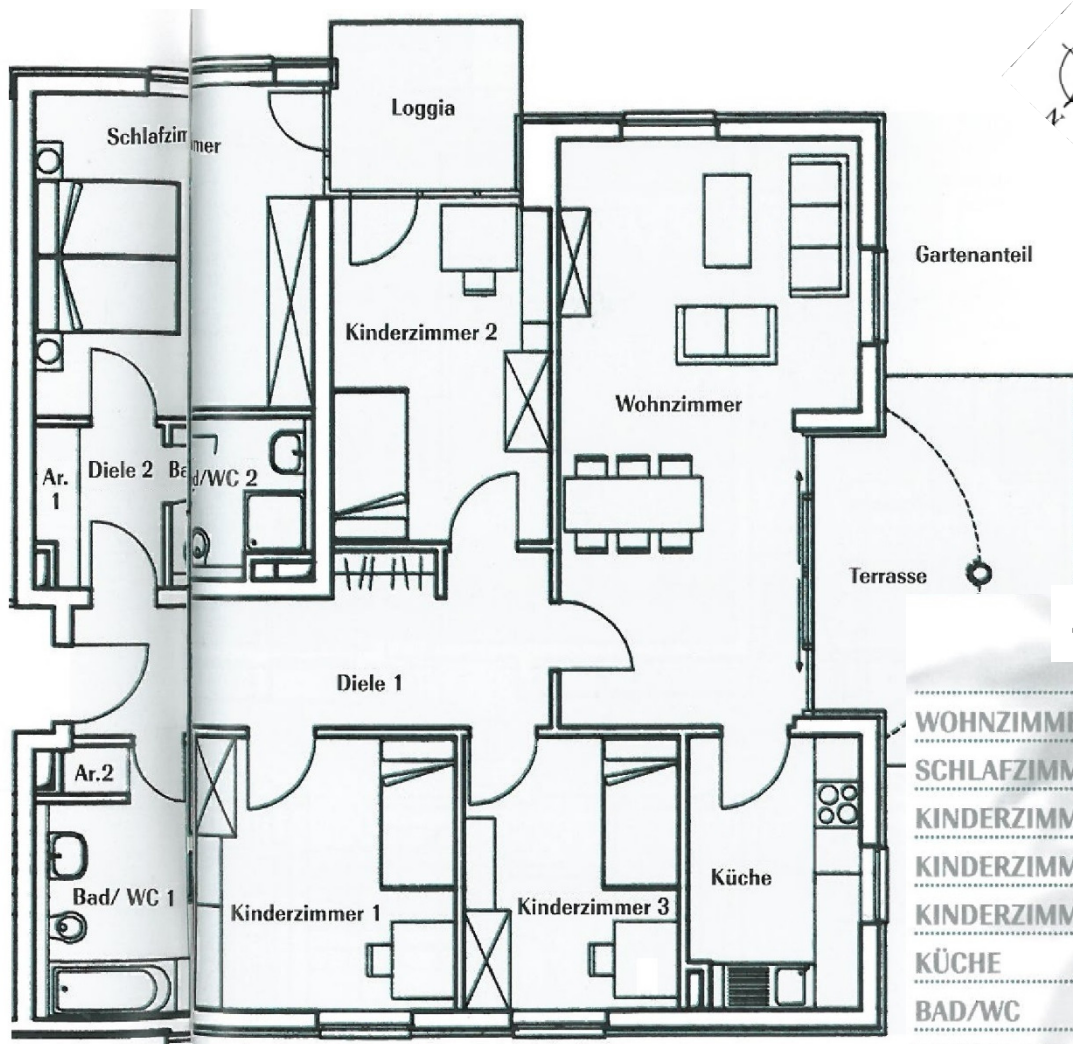 Loggia
Schlafzimmer
N
Gartenanteil
Kinderzimmer 2
Wohnzimmer
Ar. 1
Diele 2
Bad/WC 2
Terrasse
Diele 1
Ar.2
Bad/ WC 1
Kinderzimmer 1
Kinderzimmer 3
Küche
WOHNZIMME
SCHLAFZIMM
KINDERZIMM
KINDERZIMM
KINDERZIMM
KÜCHE
BAD/WC